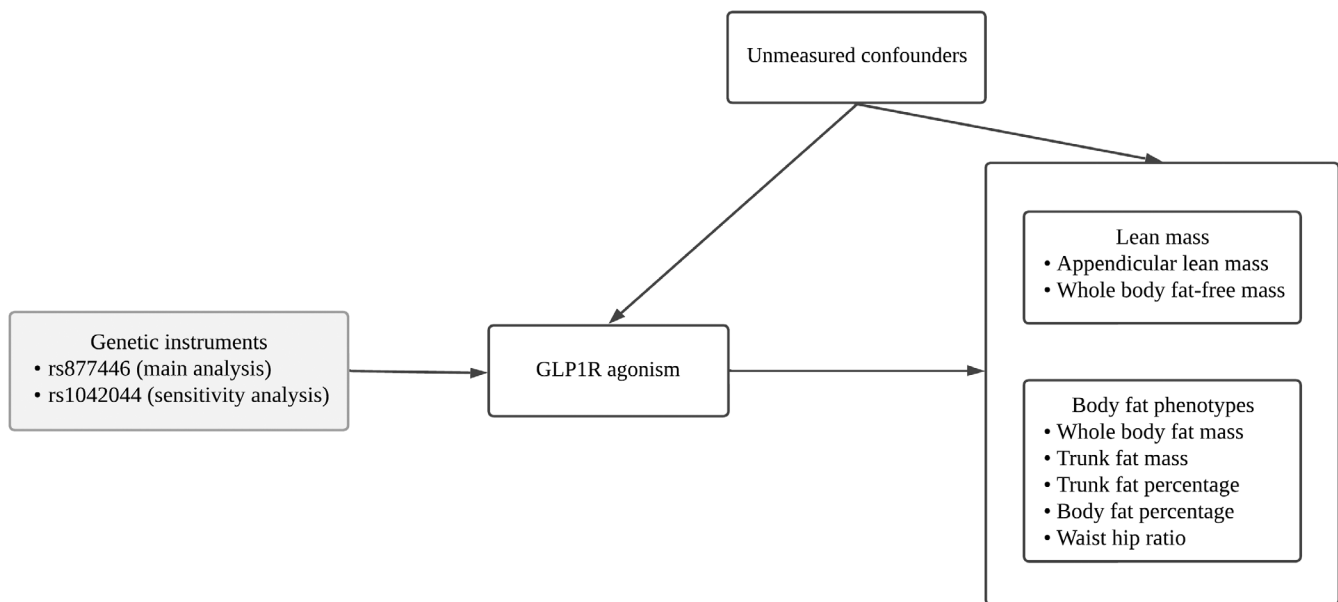 Unmeasured confounders
Lean mass
• Appendicular lean mass
• Whole body fat-free mass
Genetic instruments
• rs877446 (main analysis)
• rs1042044 (sensitivity analysis)
GLP1R agonism
Body fat phenotypes
• Whole body fat mass
• Trunk fat mass
• Trunk fat percentage
• Body fat percentage
• Waist hip ratio